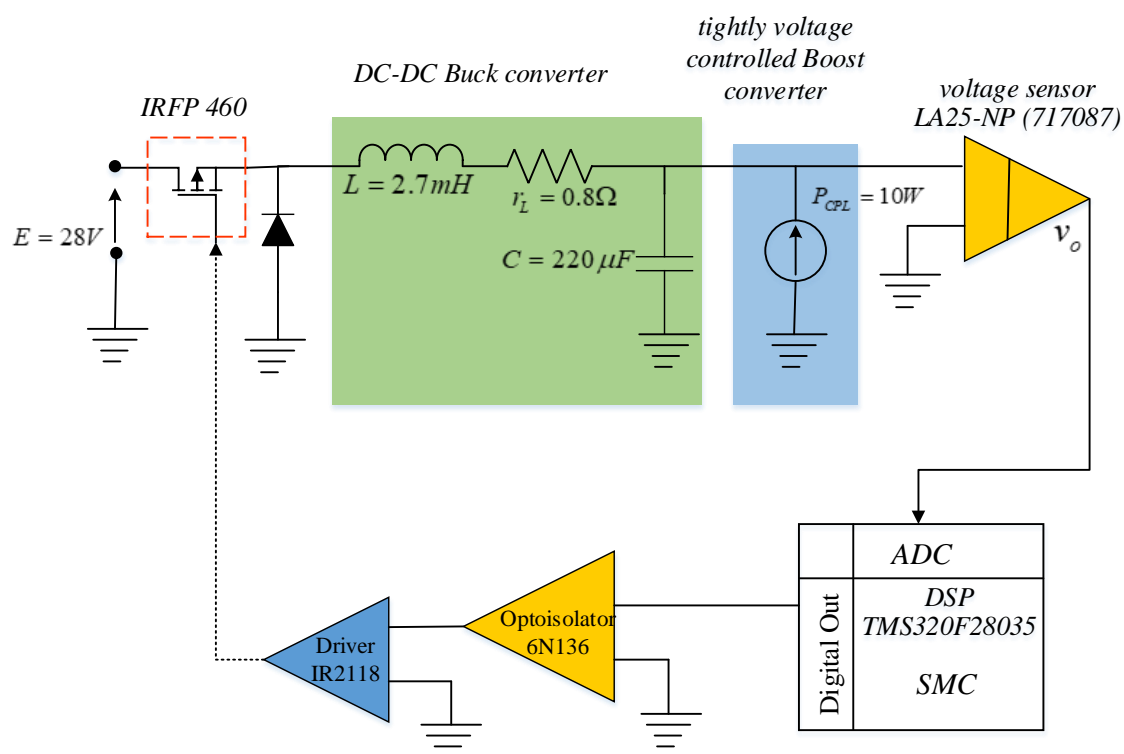 tightly voltage
controlled Boost
converter
DC-DC Buck converter
voltage sensor
LA25-NP (717087)
IRFP 460
L = 2.7mH
r_L = 0.8Ω
P_CPL = 10W
E = 28V
C = 220 μF
v_o
ADC
DSP
TMS320F28035
SMC
Digital Out
Optoisolator
6N136
Driver
IR2118